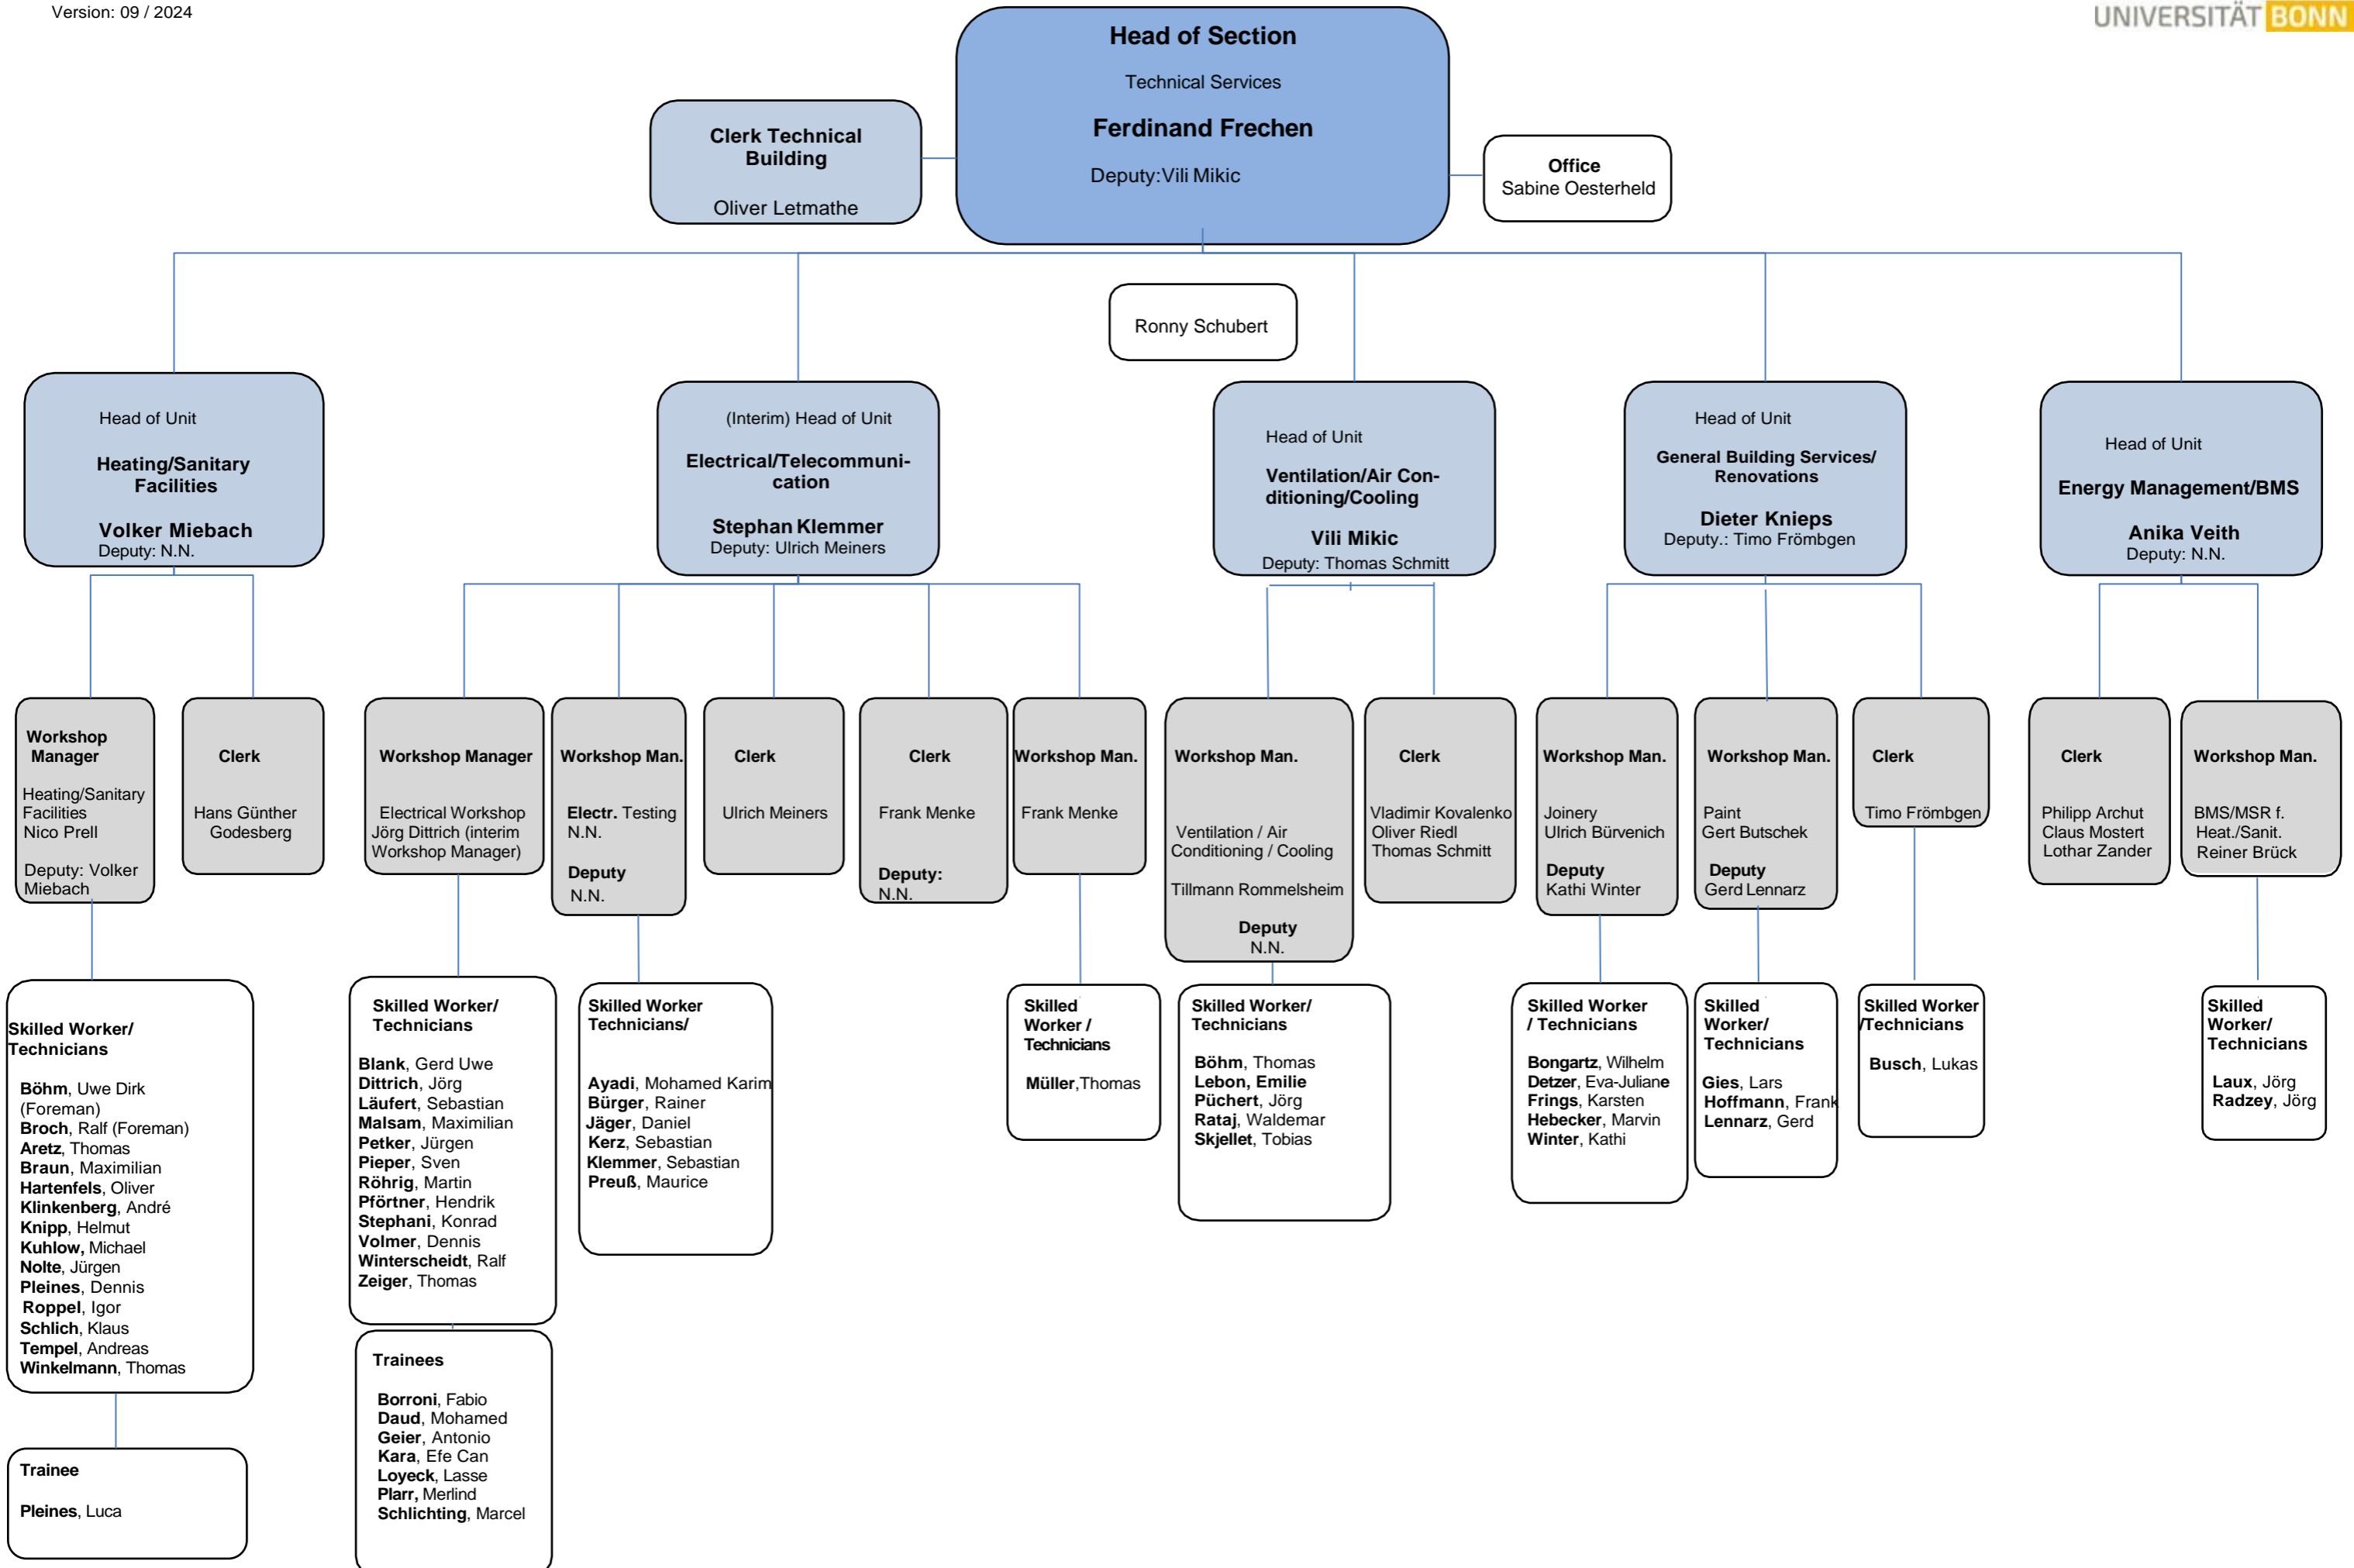 Version: 09 / 2024
UNIVERSITÄT BONN
Head of Section
Technical Services
Ferdinand Frechen
Deputy:Vili Mikic
Clerk Technical
Building
Oliver Letmathe
Office
Sabine Oesterheld
Ronny Schubert
Head of Unit
Heating/Sanitary
Facilities
Volker Miebach
Deputy: N.N.
(Interim) Head of Unit
Electrical/Telecommuni-
cation
Stephan Klemmer
Deputy: Ulrich Meiners
Head of Unit
Ventilation/Air Con-
ditioning/Cooling
Vili Mikic
Deputy: Thomas Schmitt
Head of Unit
General Building Services/
Renovations
Dieter Knieps
Deputy.: Timo Frömbgen
Head of Unit
Energy Management/BMS
Anika Veith
Deputy: N.N.
Workshop
Manager
Heating/Sanitary
Facilities
Nico Prell
Deputy: Volker
Miebach
Clerk
Hans Günther
Godesberg
Workshop Manager
Electrical Workshop
Jörg Dittrich (interim
Workshop Manager)
Workshop Man.
Electr. Testing
N.N.
Deputy
N.N.
Clerk
Ulrich Meiners
Clerk
Frank Menke
Deputy:
N.N.
Workshop Man.
Frank Menke
Workshop Man.
Ventilation / Air
Conditioning / Cooling
Tillmann Rommelsheim
Deputy
N.N.
Clerk
Vladimir Kovalenko
Oliver Riedl
Thomas Schmitt
Workshop Man.
Joinery
Ulrich Bürvenich
Deputy
Kathi Winter
Workshop Man.
Paint
Gert Butschek
Deputy
Gerd Lennarz
Clerk
Timo Frömbgen
Clerk
Philipp Archut
Claus Mostert
Lothar Zander
Workshop Man.
BMS/MSR f.
Heat./Sanit.
Reiner Brück
Skilled Worker/
Technicians
Böhm, Uwe Dirk
(Foreman)
Broch, Ralf (Foreman)
Aretz, Thomas
Braun, Maximilian
Hartenfels, Oliver
Klinkenberg, André
Knipp, Helmut
Kuhlow, Michael
Nolte, Jürgen
Pleines, Dennis
Roppel, Igor
Schlich, Klaus
Tempel, Andreas
Winkelmann, Thomas
Trainee
Pleines, Luca
Skilled Worker/
Technicians
Blank, Gerd Uwe
Dittrich, Jörg
Läufert, Sebastian
Malsam, Maximilian
Petker, Jürgen
Pieper, Sven
Röhrig, Martin
Pförtner, Hendrik
Stephani, Konrad
Volmer, Dennis
Winterscheidt, Ralf
Zeiger, Thomas
Trainees
Borroni, Fabio
Daud, Mohamed
Geier, Antonio
Kara, Efe Can
Loyeck, Lasse
Plarr, Merlind
Schlichting, Marcel
Skilled Worker
Technicians/
Ayadi, Mohamed Karim
Bürger, Rainer
Jäger, Daniel
Kerz, Sebastian
Klemmer, Sebastian
Preuß, Maurice
Skilled
Worker /
Technicians
Müller,Thomas
Skilled Worker/
Technicians
Böhm, Thomas
Lebon, Emilie
Püchert, Jörg
Rataj, Waldemar
Skjellet, Tobias
Skilled Worker
/ Technicians
Bongartz, Wilhelm
Detzer, Eva-Juliane
Frings, Karsten
Hebecker, Marvin
Winter, Kathi
Skilled
Worker/
Technicians
Gies, Lars
Hoffmann, Frank
Lennarz, Gerd
Skilled Worker
/Technicians
Busch, Lukas
Skilled
Worker/
Technicians
Laux, Jörg
Radzey, Jörg